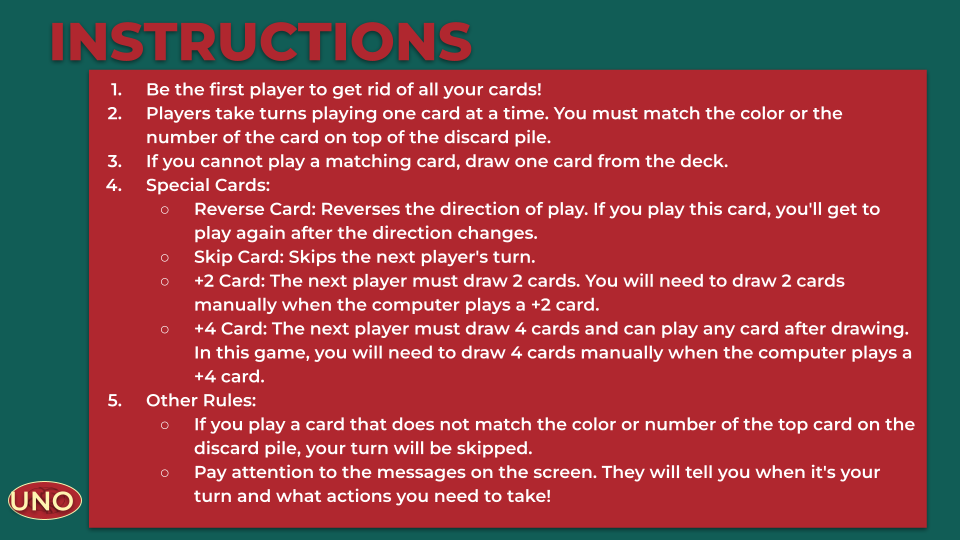 INSTRUCTIONS
1. Be the first player to get rid of all your cards!
2. Players take turns playing one card at a time. You must match the color or the
number of the card on top of the discard pile.
3. If you cannot play a matching card, draw one card from the deck.
4. Special Cards:
○ Reverse Card: Reverses the direction of play. If you play this card, you'll get to
play again after the direction changes.
○ Skip Card: Skips the next player's turn.
○ +2 Card: The next player must draw 2 cards. You will need to draw 2 cards
manually when the computer plays a +2 card.
○ +4 Card: The next player must draw 4 cards and can play any card after drawing.
In this game, you will need to draw 4 cards manually when the computer plays a
+4 card.
5. Other Rules:
○ If you play a card that does not match the color or number of the top card on the
discard pile, your turn will be skipped.
○ Pay attention to the messages on the screen. They will tell you when it's your
turn and what actions you need to take!
UNO